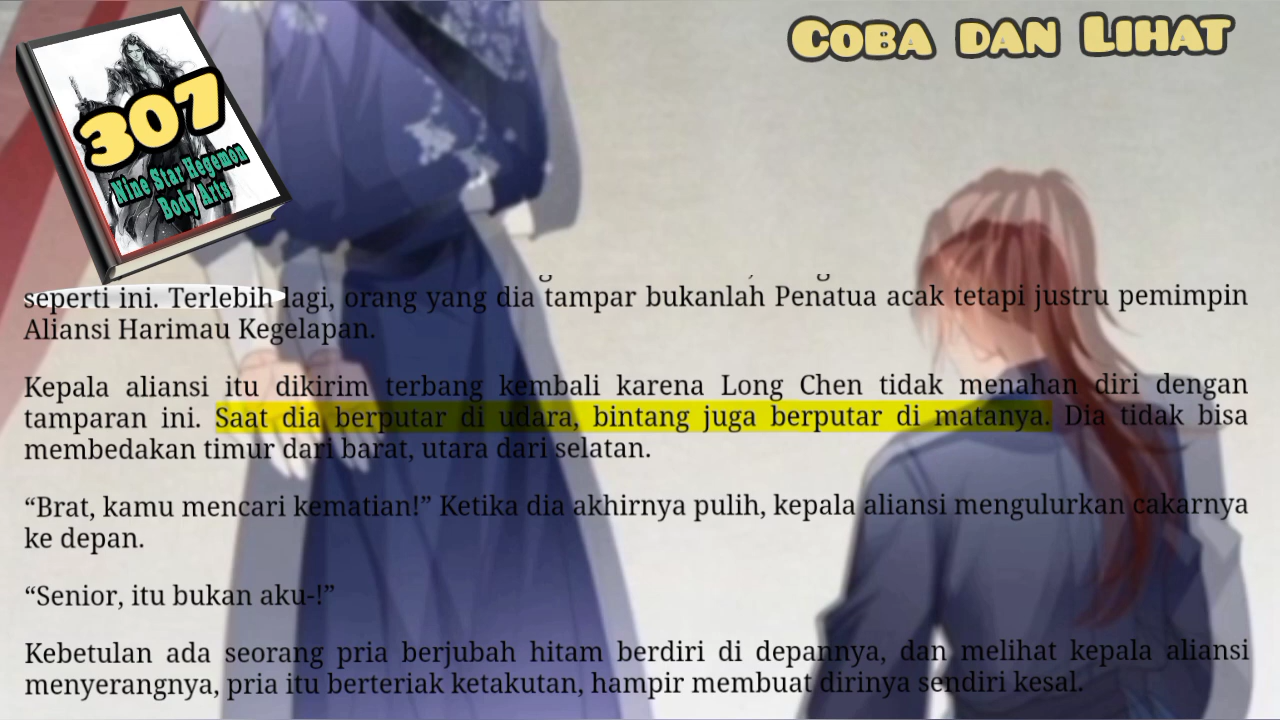 Coba dan Lihat
307
Nine Star Hegemon
Body Arts
seperti ini. Terlebih lagi, orang yang dia tampar bukanlah Penatua acak tetapi justru pemimpin
Aliansi Harimau Kegelapan.
Kepala aliansi itu dikirim terbang kembali karena Long Chen tidak menahan diri dengan
tamparan ini. Saat dia berputar di udara, bintang juga berputar di matanya. Dia tidak bisa
membedakan timur dari barat, utara dari selatan.
“Brat, kamu mencari kematian!” Ketika dia akhirnya pulih, kepala aliansi mengulurkan cakarnya
ke depan.
“Senior, itu bukan aku-!”
Kebetulan ada seorang pria berjubah hitam berdiri di depannya, dan melihat kepala aliansi
menyerangnya, pria itu berteriak ketakutan, hampir membuat dirinya sendiri kesal.